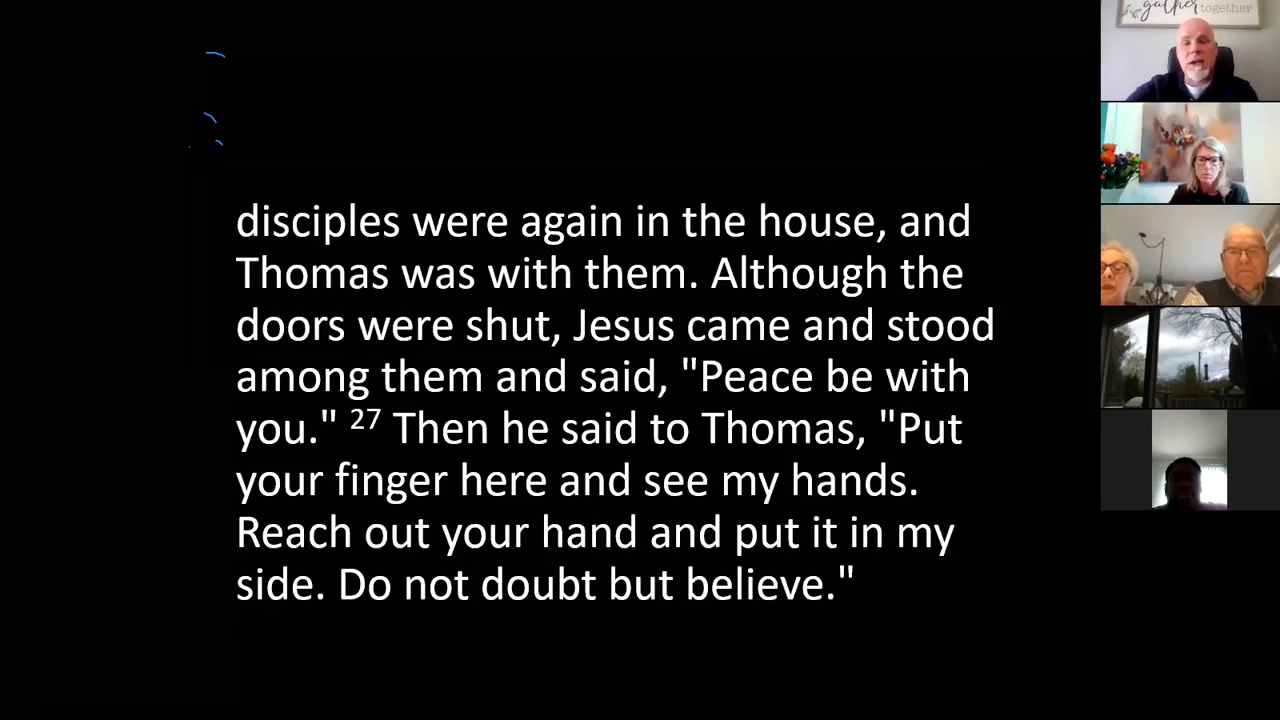 gather together
disciples were again in the house, and
Thomas was with them. Although the
doors were shut, Jesus came and stood
among them and said, "Peace be with
you." 27 Then he said to Thomas, "Put
your finger here and see my hands.
Reach out your hand and put it in my
side. Do not doubt but believe."